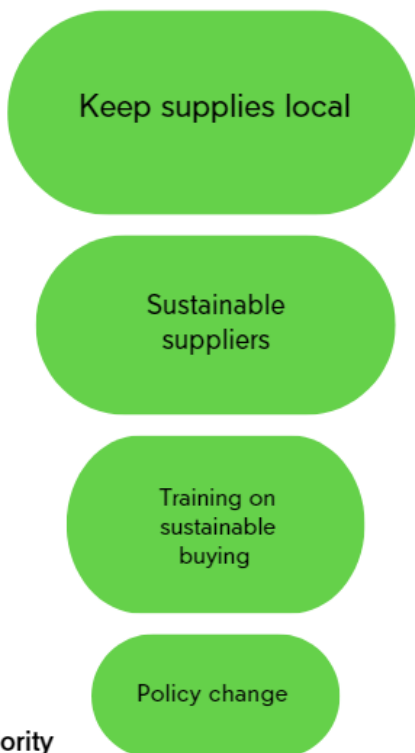 Keep supplies local
Sustainable
suppliers
Training on
sustainable
buying
Policy change
ority